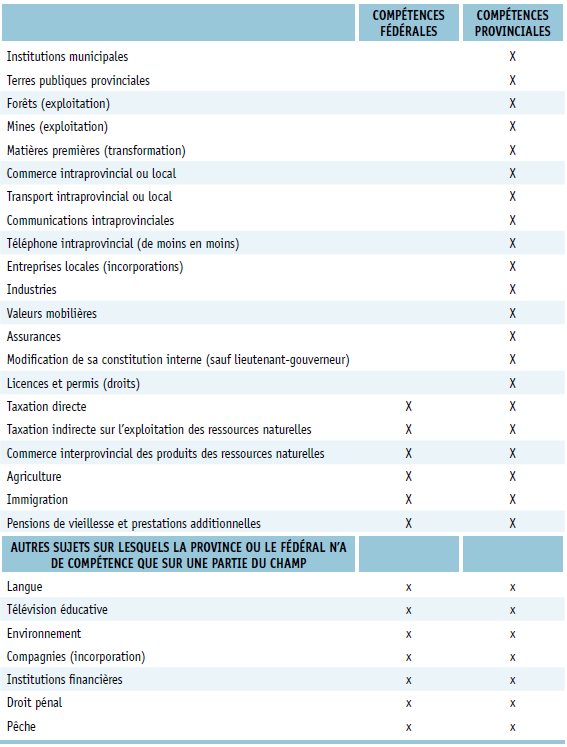 COMPÉTENCES FÉDÉRALES COMPÉTENCES PROVINCIALES
Institutions municipales X
Terres publiques provinciales X
Forêts (exploitation) X
Mines (exploitation) X
Matières premières (transformation) X
Commerce intraprovincial ou local X
Transport intraprovincial ou local X
Communications intraprovinciales X
Téléphone intraprovincial (de moins en moins) X
Entreprises locales (incorporations) X
Industries X
Valeurs mobilières X
Assurances X
Modification de sa constitution interne (sauf lieutenant-gouverneur) X
Licences et permis (droits) X
Taxation directe X X
Taxation indirecte sur l'exploitation des ressources naturelles X X
Commerce interprovincial des produits des ressources naturelles X X
Agriculture X X
Immigration X X
Pensions de vieillesse et prestations additionnelles X X
AUTRES SUJETS SUR LESQUELS LA PROVINCE OU LE FÉDÉRAL N'A
DE COMPÉTENCE QUE SUR UNE PARTIE DU CHAMP
Langue x x
Télévision éducative x x
Environnement x x
Compagnies (incorporation) x x
Institutions financières x x
Droit pénal x x
Pêche x x